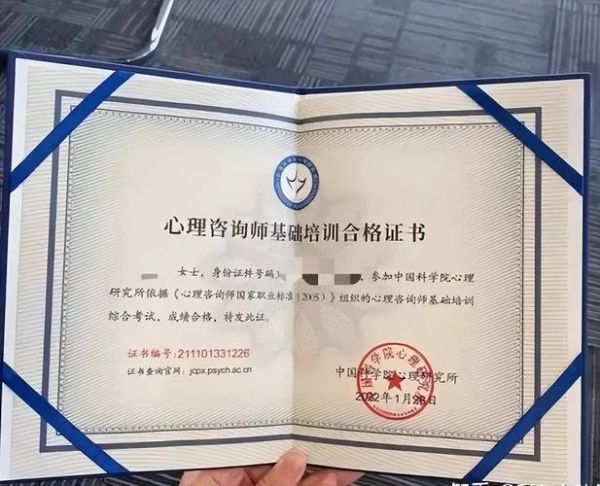 心理咨询师基础培训合格证书
女士，身份证件号码3 、参加中国科学院心理
研究所依据《心理咨询师国家职业标准（2005）》组织的心理咨询师基础培训
综合考试，成绩合格，特发此证。
证书编号：211101331226
证书查询官网：jcpx.psych.ac.cn
中国科学院心理研究所
2022年1月28日
知乎